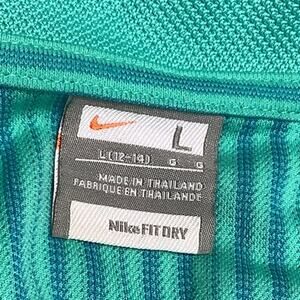 L
L(12-14) G G
MADE IN THAILAND
FABRIQUE EN THAILANDE
NIKE FIT DRY